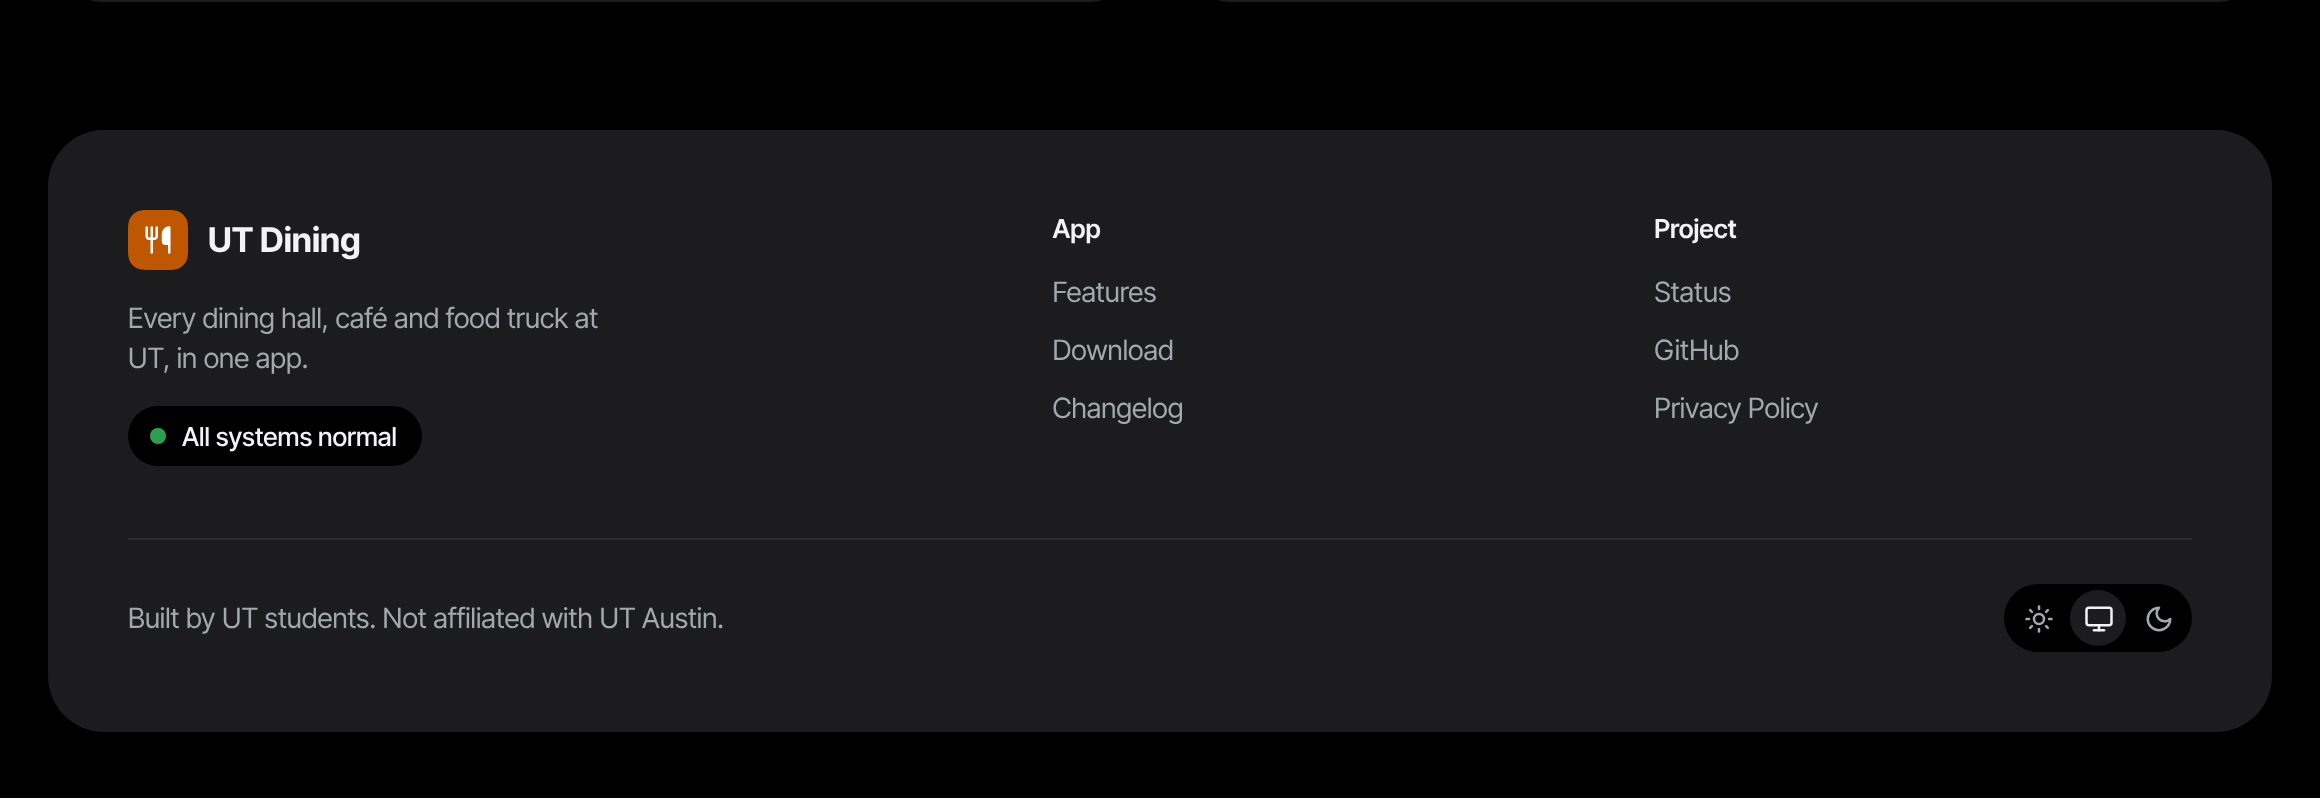 UT Dining
Every dining hall, café and food truck at
UT, in one app.
All systems normal
App
Features
Download
Changelog
Project
Status
GitHub
Privacy Policy
Built by UT students. Not affiliated with UT Austin.